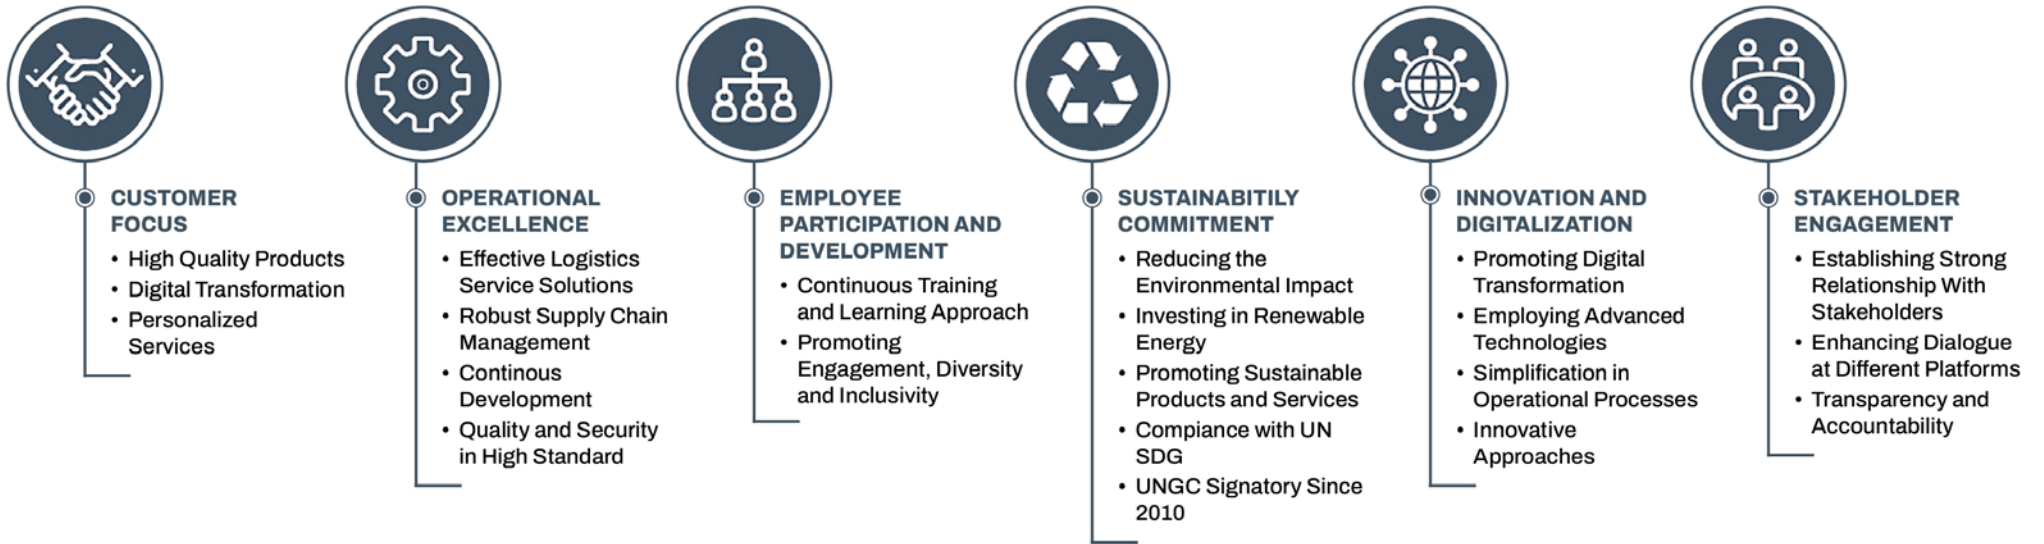 CUSTOMER
FOCUS
• High Quality Products
• Digital Transformation
• Personalized
Services
OPERATIONAL
EXCELLENCE
• Effective Logistics
Service Solutions
• Robust Supply Chain
Management
• Continous
Development
• Quality and Security
in High Standard
EMPLOYEE
PARTICIPATION AND
DEVELOPMENT
• Continuous Training
and Learning Approach
• Promoting
Engagement, Diversity
and Inclusivity
SUSTAINABITILY
COMMITMENT
• Reducing the
Environmental Impact
• Investing in Renewable
Energy
• Promoting Sustainable
Products and Services
• Compiance with UN
SDG
• UNGC Signatory Since
2010
INNOVATION AND
DIGITALIZATION
• Promoting Digital
Transformation
• Employing Advanced
Technologies
• Simplification in
Operational Processes
• Innovative
Approaches
STAKEHOLDER
ENGAGEMENT
• Establishing Strong
Relationship With
Stakeholders
• Enhancing Dialogue
at Different Platforms
• Transparency and
Accountability